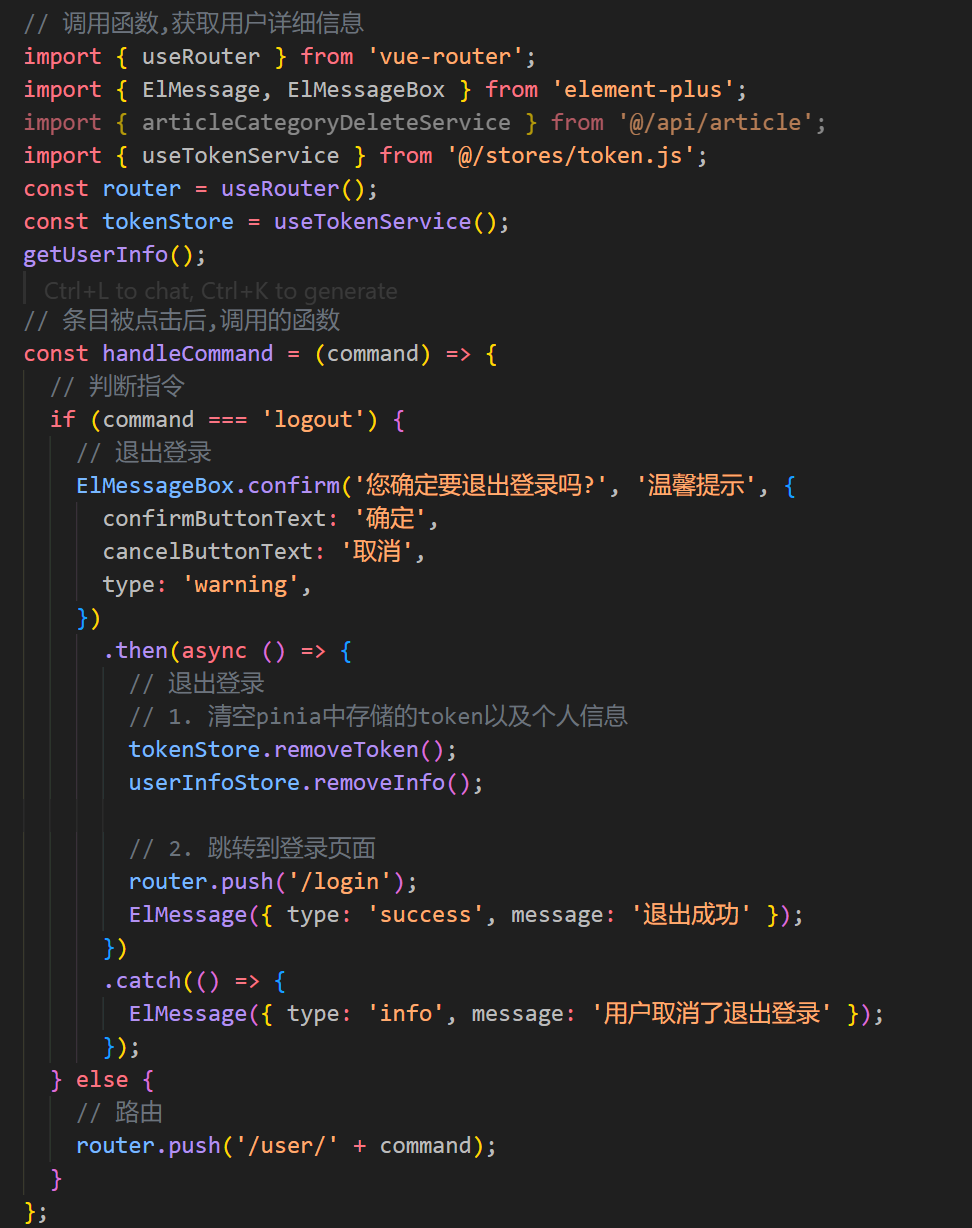 // 调用函数,获取用户详细信息
import { useRouter } from 'vue-router';
import { ElMessage, ElMessageBox } from 'element-plus';
import { articleCategoryDeleteService } from '@/api/article';
import { useTokenService } from '@/stores/token.js';
const router = useRouter();
const tokenStore = useTokenService();
getUserInfo();
Ctrl+L to chat, Ctrl+K to generate
// 条目被点击后,调用的函数
const handleCommand = (command) => {
  // 判断指令
  if (command === 'logout') {
    // 退出登录
    ElMessageBox.confirm('您确定要退出登录吗?', '温馨提示', {
      confirmButtonText: '确定',
      cancelButtonText: '取消',
      type: 'warning',
    })
      .then(async () => {
        // 退出登录
        // 1. 清空pinia中存储的token以及个人信息
        tokenStore.removeToken();
        userInfoStore.removeInfo();
        // 2. 跳转到登录页面
        router.push('/login');
        ElMessage({ type: 'success', message: '退出成功' });
      })
      .catch(() => {
        ElMessage({ type: 'info', message: '用户取消了退出登录' });
      });
  } else {
    // 路由
    router.push('/user/' + command);
  }
};